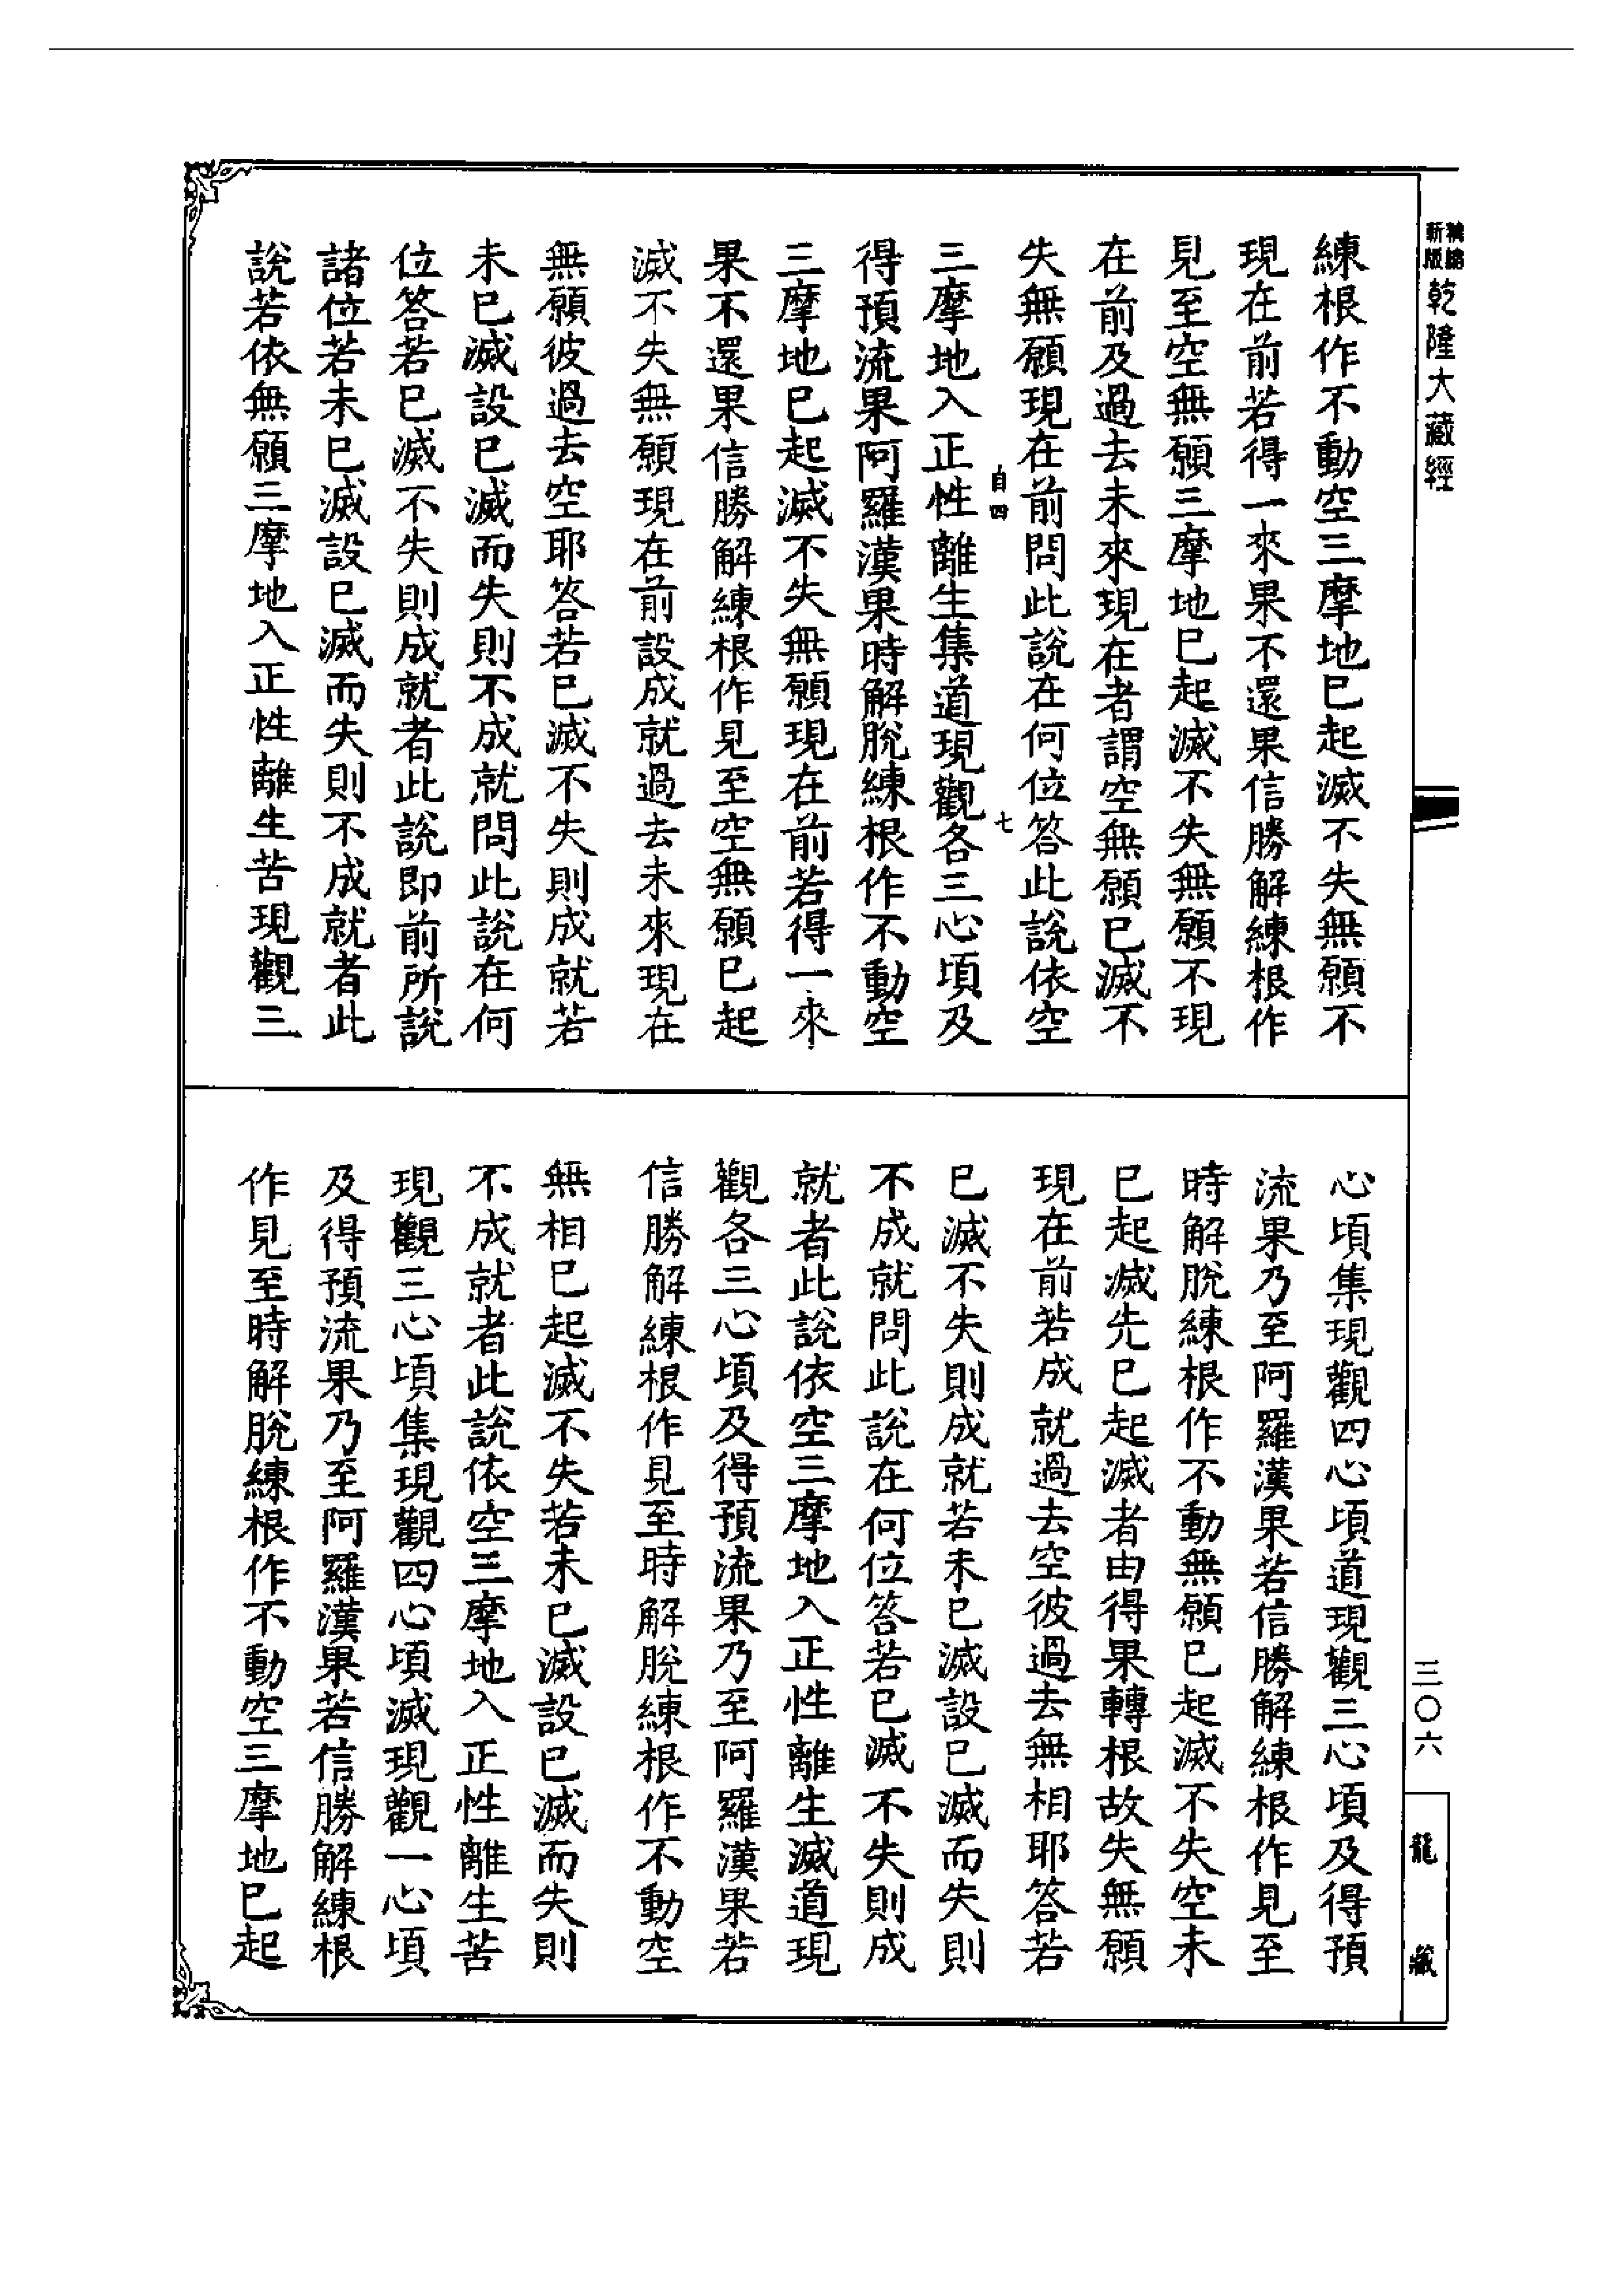 精縮
新版
乾隆大藏經
練根作不動空三摩地已起滅不失無願不
現在前若得一來果不還果信勝解練根作
見至空無願三摩地已起滅不失無願不現
在前及過去未來現在者謂空無願已滅不
失無願現在前問此說在何位答此說依空
自四
七
三摩地入正性離生集道現觀各三心頃及
得預流果阿羅漢果時解脫練根作不動空
三摩地已起滅不失無願現在前若得一來
果不還果信勝解練根作見至空無願已起
滅不失無願現在前設成就過去未來現在
無願彼過去空耶答若已滅不失則成就若
未已滅設已滅而失則不成就問此說在何
位答若已滅不失則成就者此說即前所說
諸位若未已滅設已滅而失則不成就者此
說若依無願三摩地入正性離生苦現觀三
心頃集現觀四心頃道現觀三心頃及得預
流果乃至阿羅漢果若信勝解練根作見至
時解脫練根作不動無願已起滅不失空未
已起滅先已起滅者由得果轉根故失無願
現在前若成就過去空彼過去無相耶答若
已滅不失則成就若未已滅設已滅而失則
不成就問此說在何位答若已滅不失則成
就者此說依空三摩地入正性離生滅道現
觀各三心頃及得預流果乃至阿羅漢果若
信勝解練根作見至時解脫練根作不動空
無相已起滅不失若未已滅設已滅而失則
不成就者此說依空三摩地入正性離生苦
現觀三心頃集現觀四心頃滅現觀一心頃
及得預流果乃至阿羅漢果若信勝解練根
作見至時解脫練根作不動空三摩地已起
三〇六
龍藏